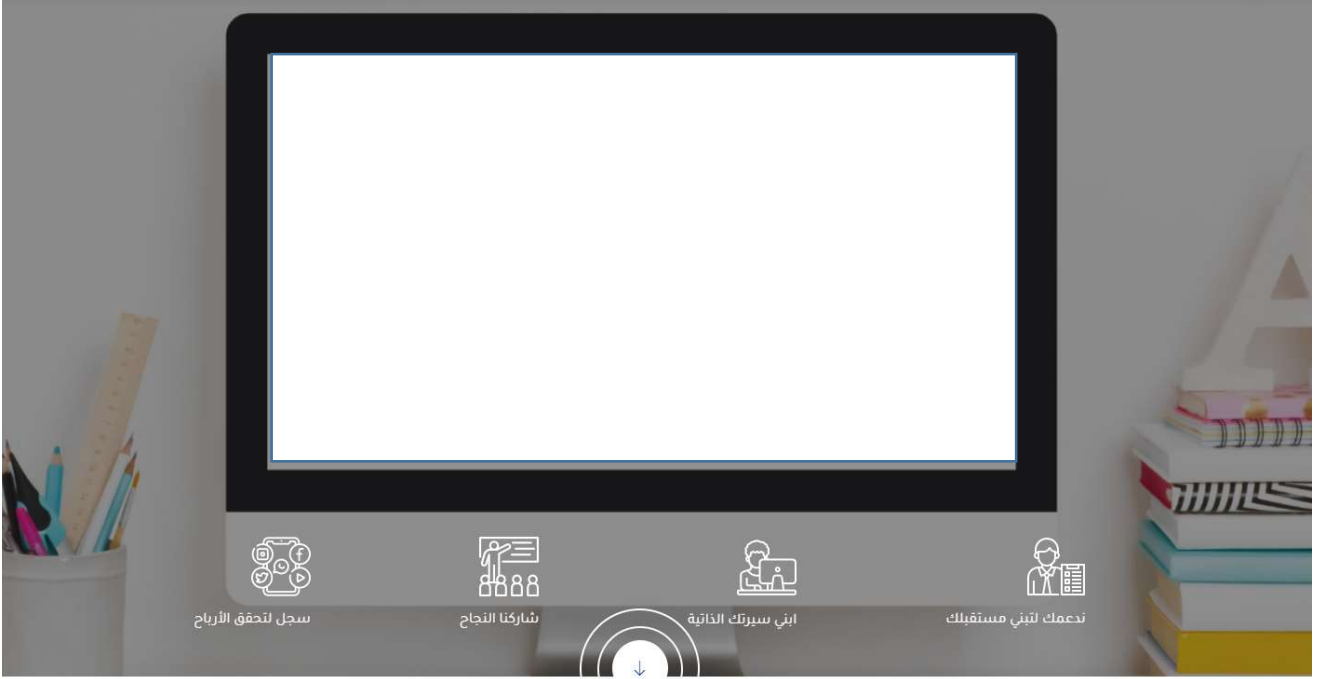 ندعمك لتبني مستقبلك
ابني سيرتك الذاتية
شاركنا النجاح
سجل لتحقق الأرباح